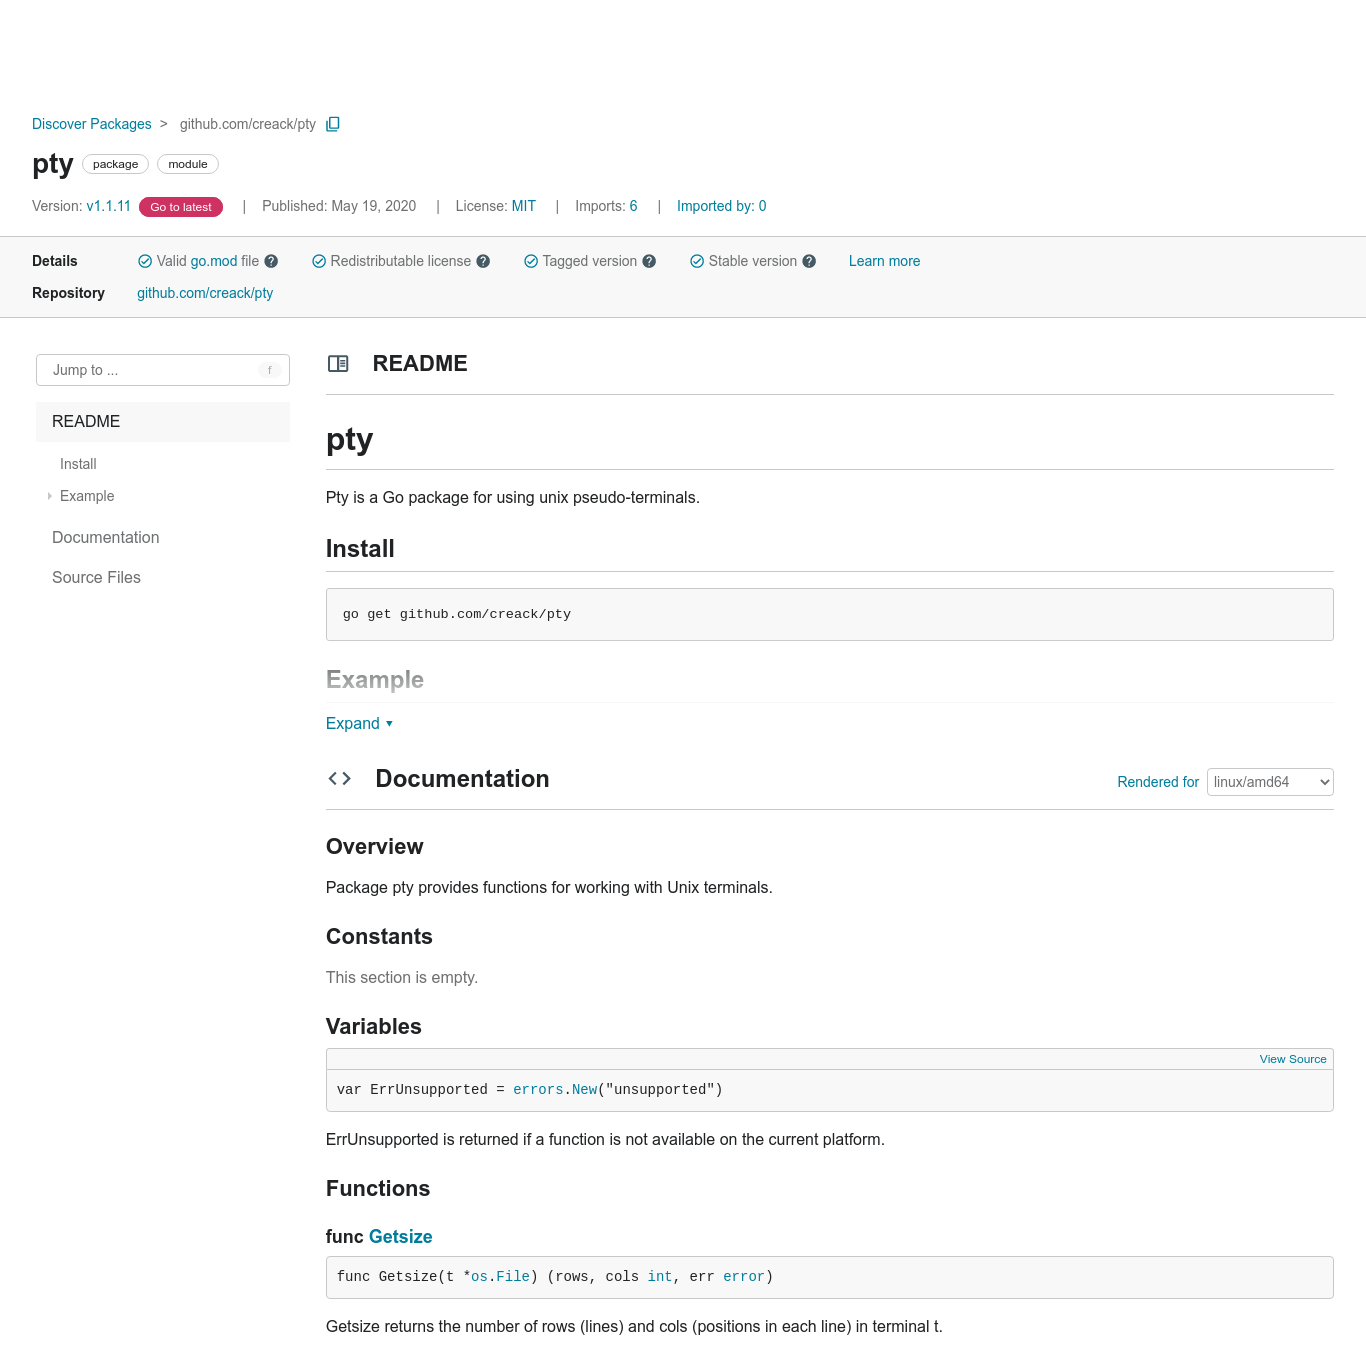 Discover Packages > github.com/creack/pty
pty package module
Version: v1.1.11 Go to latest | Published: May 19, 2020 | License: MIT | Imports: 6 | Imported by: 0
Details Valid go.mod file ? Redistributable license ? Tagged version ? Stable version ? Learn more
Repository github.com/creack/pty
Jump to ... f
README
Install
Example
Documentation
Source Files
README
pty
Pty is a Go package for using unix pseudo-terminals.
Install
go get github.com/creack/pty
Example
Expand ▾
Documentation
Rendered for linux/amd64
Overview
Package pty provides functions for working with Unix terminals.
Constants
This section is empty.
Variables
View Source
var ErrUnsupported = errors.New("unsupported")
ErrUnsupported is returned if a function is not available on the current platform.
Functions
func Getsize
func Getsize(t *os.File) (rows, cols int, err error)
Getsize returns the number of rows (lines) and cols (positions in each line) in terminal t.